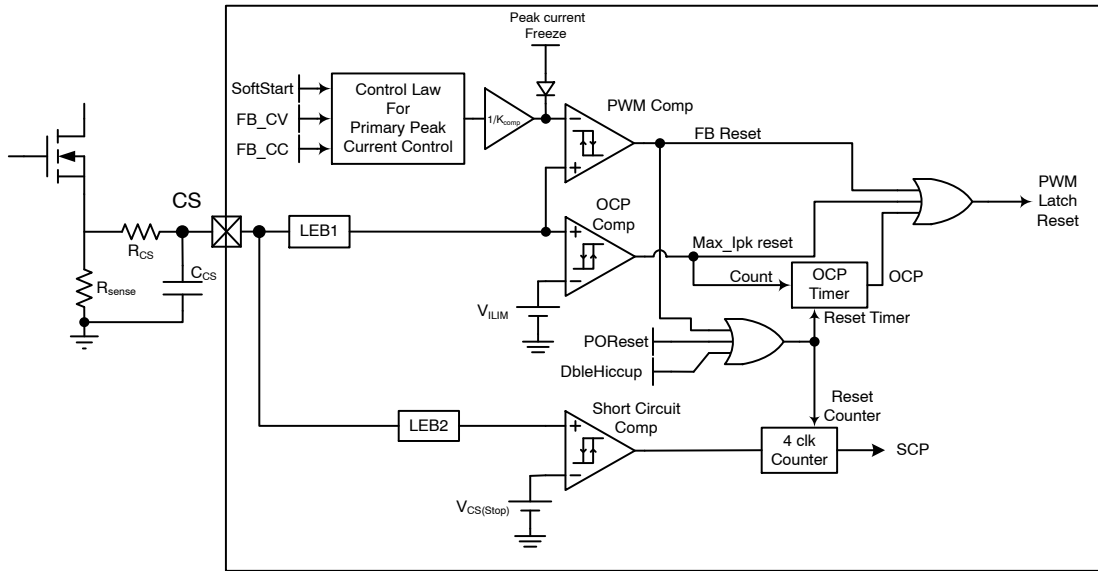 Peak current
Freeze
SoftStart
FB_CV
FB_CC
Control Law
For
Primary Peak
Current Control
1/Kcomp
PWM Comp
FB Reset
CS
LEB1
OCP
Comp
PWM
Latch
Reset
RCS
CCS
Rsense
Max_Ipk reset
Count
OCP
Timer
OCP
VILIM
Reset Timer
POReset
DbleHiccup
Reset
Counter
LEB2
Short Circuit
Comp
4 clk
Counter
SCP
VCS(Stop)